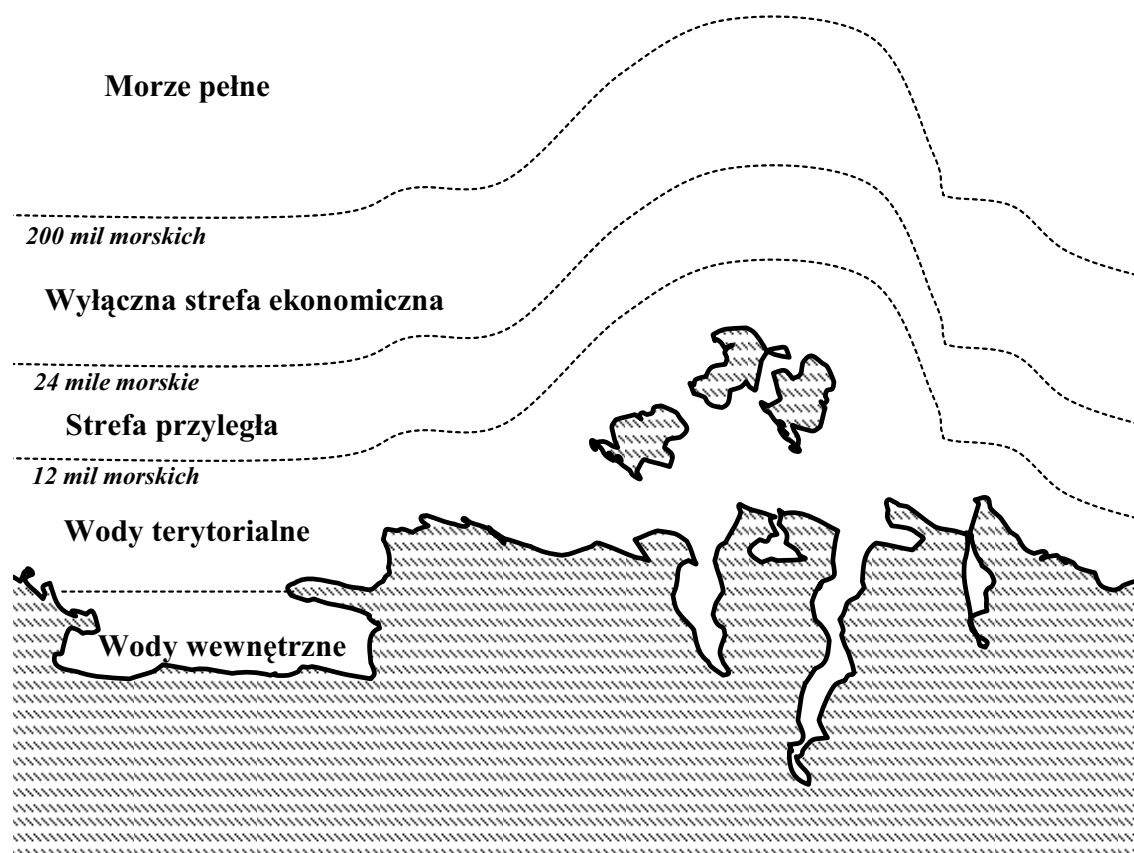 Morze pełne
200 mil morskich
Wyłączna strefa ekonomiczna
24 mile morskie
Strefa przyległa
12 mil morskich
Wody terytorialne
Wody wewnętrzne